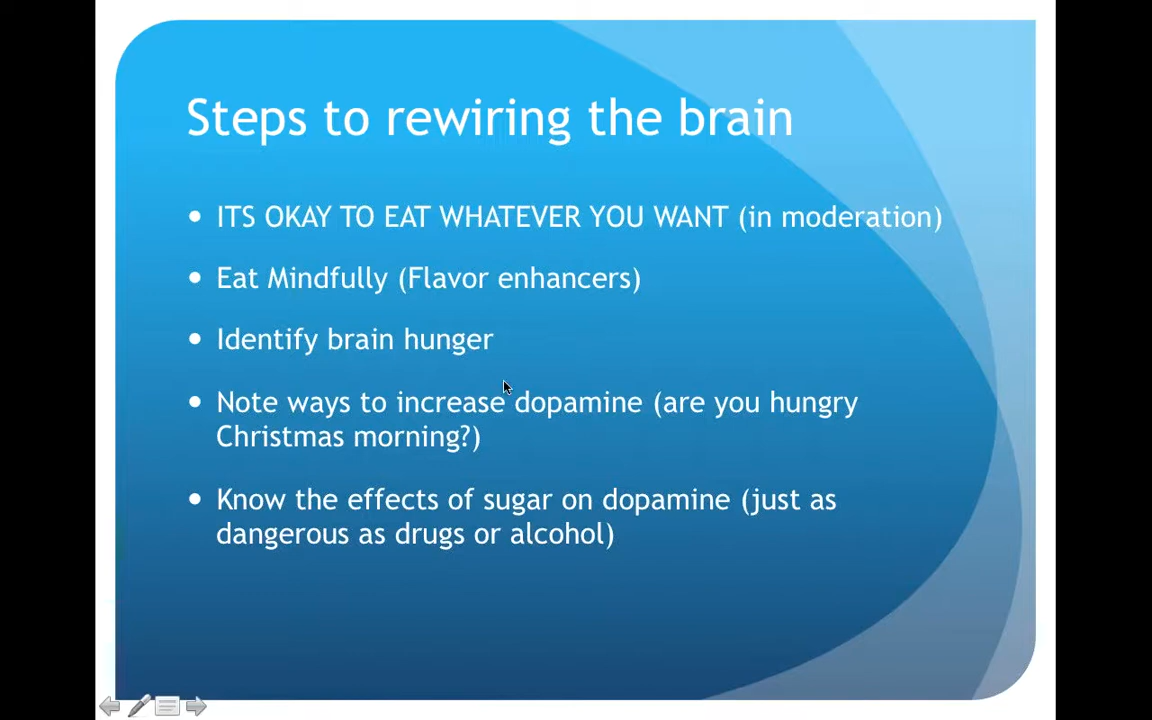 Steps to rewiring the brain
• ITS OKAY TO EAT WHATEVER YOU WANT (in moderation)
• Eat Mindfully (Flavor enhancers)
• Identify brain hunger
• Note ways to increase dopamine (are you hungry
Christmas morning?)
• Know the effects of sugar on dopamine (just as
dangerous as drugs or alcohol)